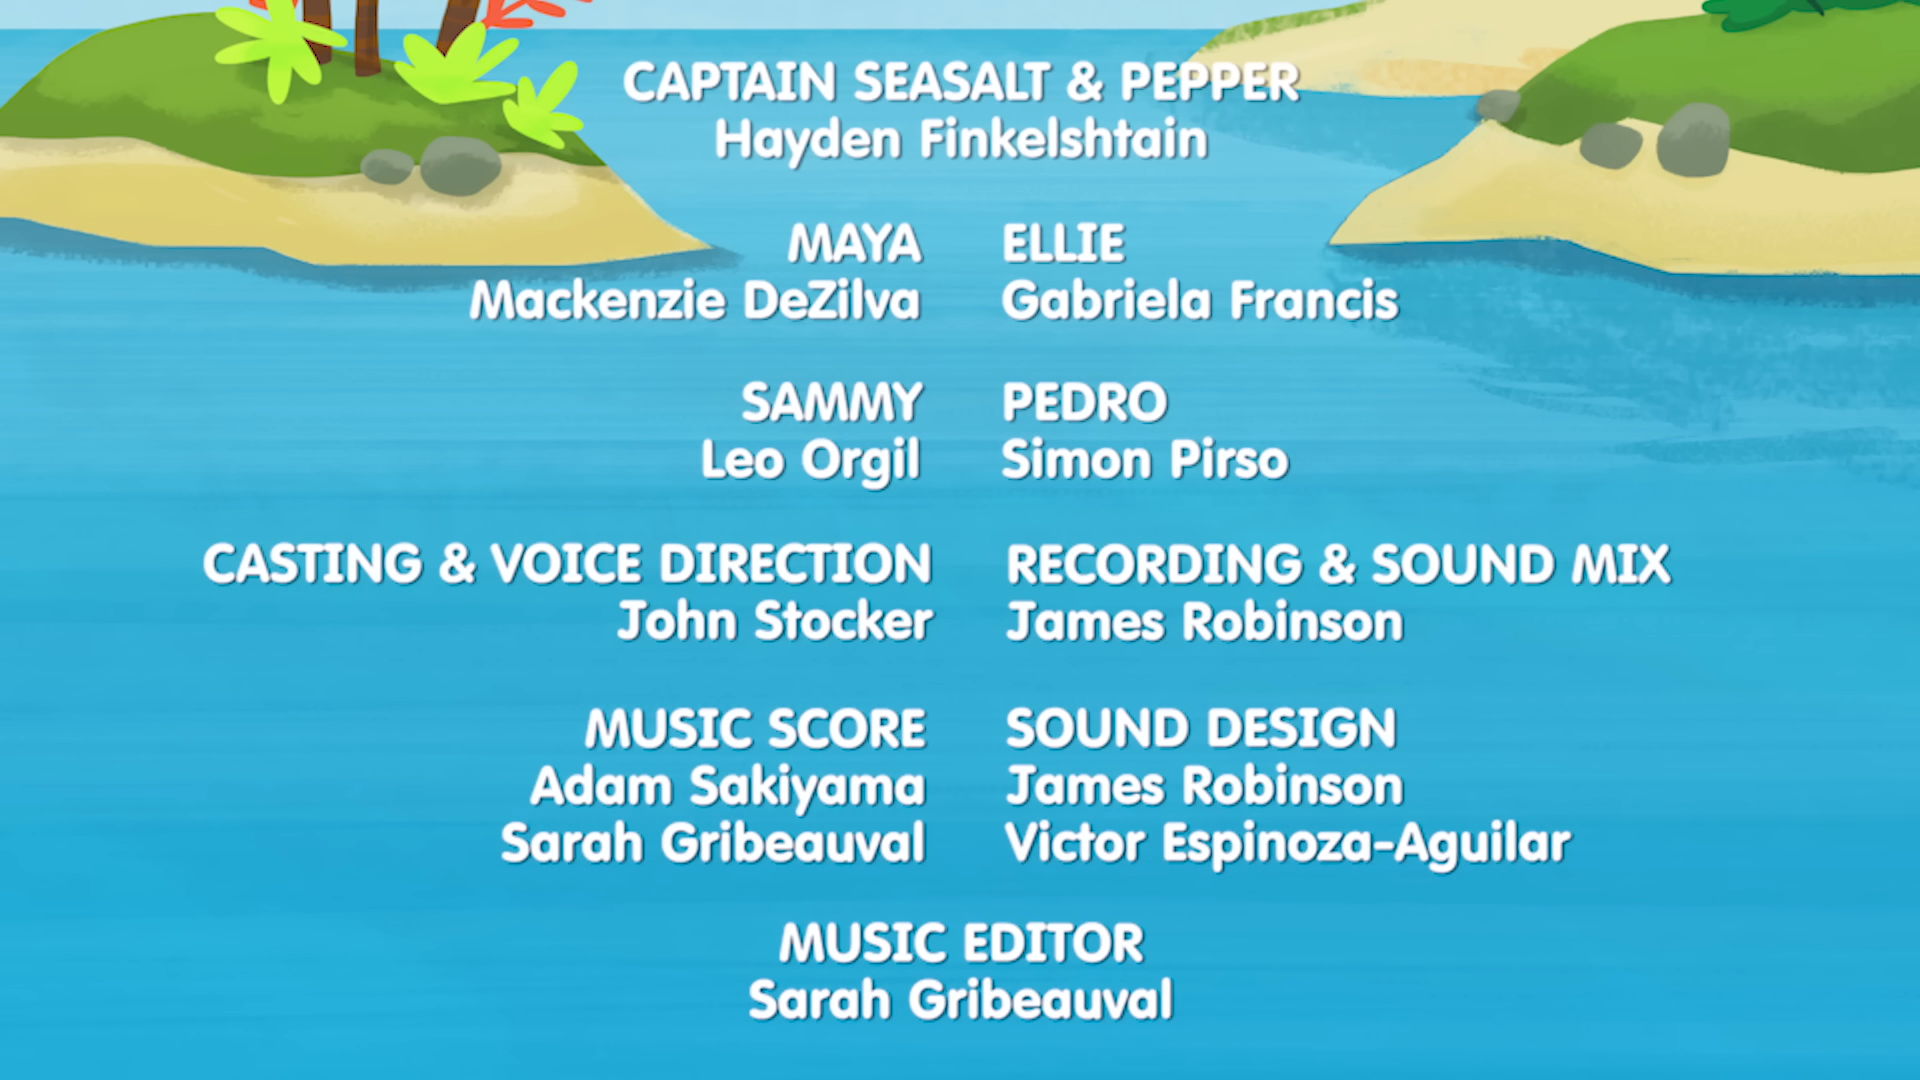 CAPTAIN SEASALT & PEPPER
Hayden Finkelshtain
MAYA
Mackenzie DeZilva
ELLIE
Gabriela Francis
SAMMY
Leo Orgil
PEDRO
Simon Pirso
CASTING & VOICE DIRECTION
John Stocker
RECORDING & SOUND MIX
James Robinson
MUSIC SCORE
Adam Sakiyama
Sarah Gribeauval
SOUND DESIGN
James Robinson
Victor Espinoza-Aguilar
MUSIC EDITOR
Sarah Gribeauval